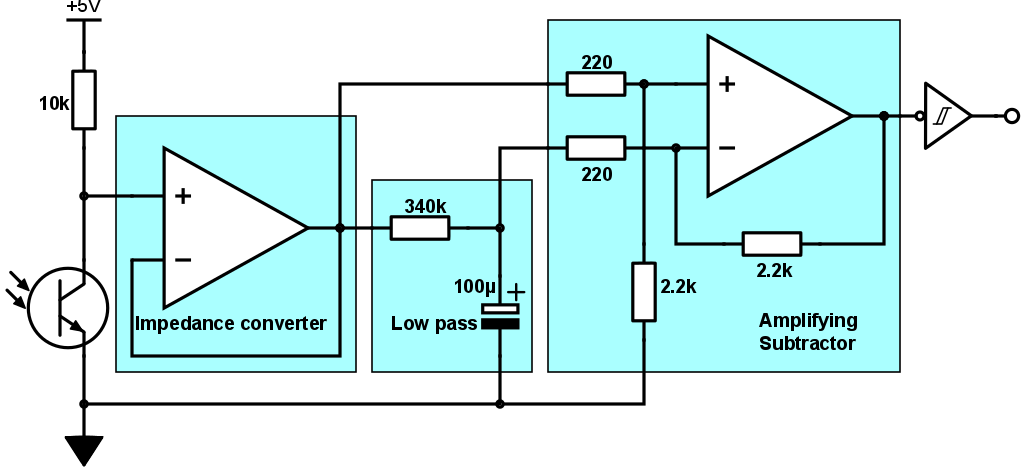 +5V
10k
220
220
340k
100µ
Impedance converter
Low pass
2.2k
2.2k
Amplifying
Subtractor